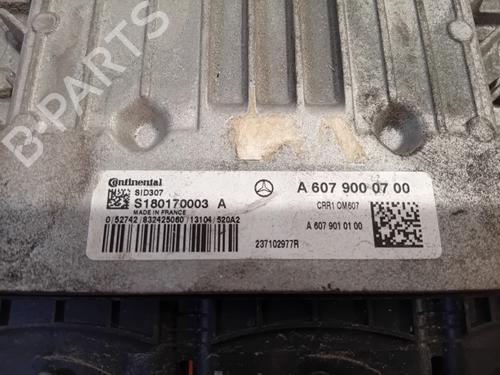 B-PARTS
Continental
SID307
S180170003 A
MADE IN FRANCE
0/52742/832425060/13104/520A2
A 607 900 07 00
CRR1 OM607
A 607 901 01 00
237102977R